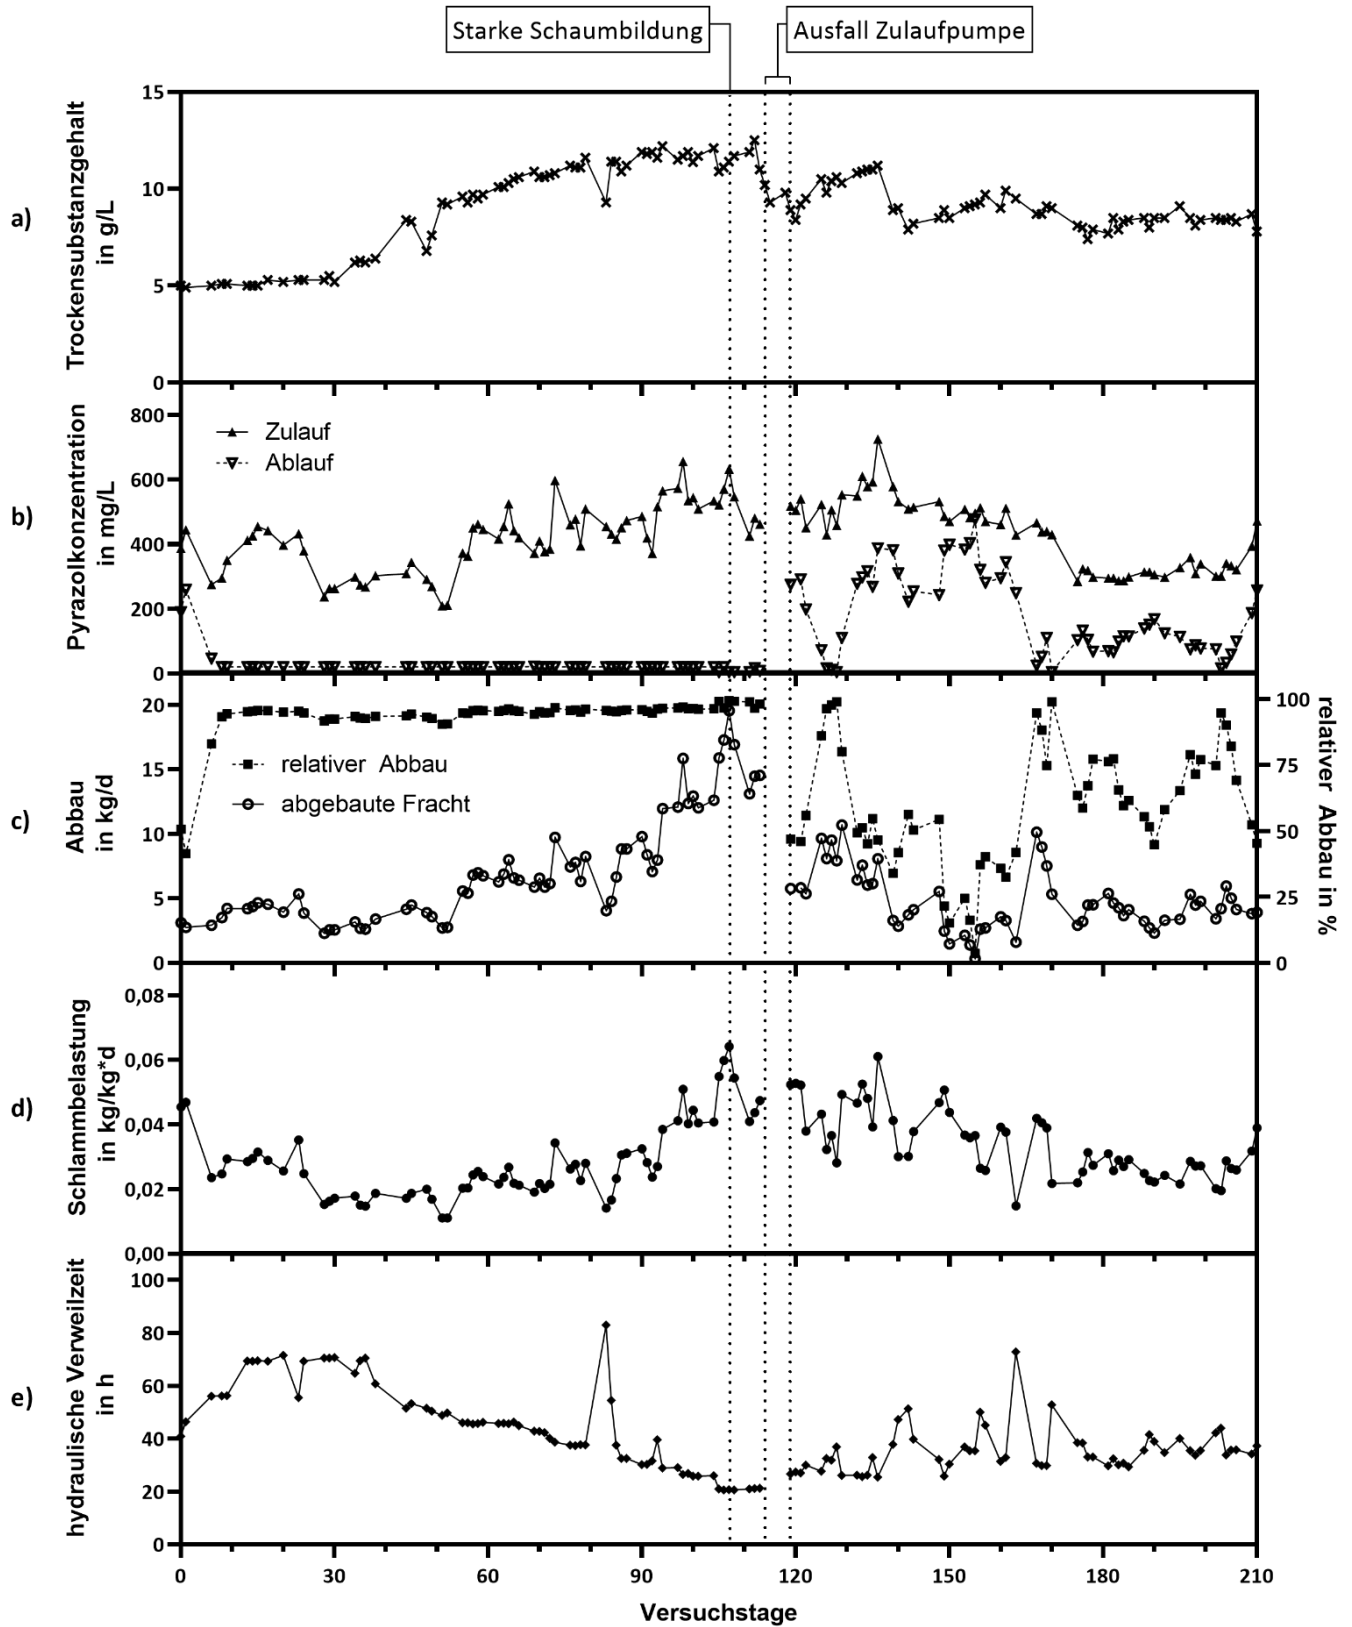 Starke Schaumbildung
Ausfall Zulaufpumpe
a)
Trockensubstanzgehalt
in g/L
15
10
5
0
b)
Pyrazolkonzentration
in mg/L
800
600
400
200
0
Zulauf
Ablauf
c)
Abbau
in kg/d
20
15
10
5
0
relativer Abbau
abgebaute Fracht
100
75
50
25
0
relativer Abbau in %
d)
Schlammbelastung
in kg/kg*d
0,08
0,06
0,04
0,02
0,00
e)
hydraulische Verweilzeit
in h
100
80
60
40
20
0
0 30 60 90 120 150 180 210
Versuchstage